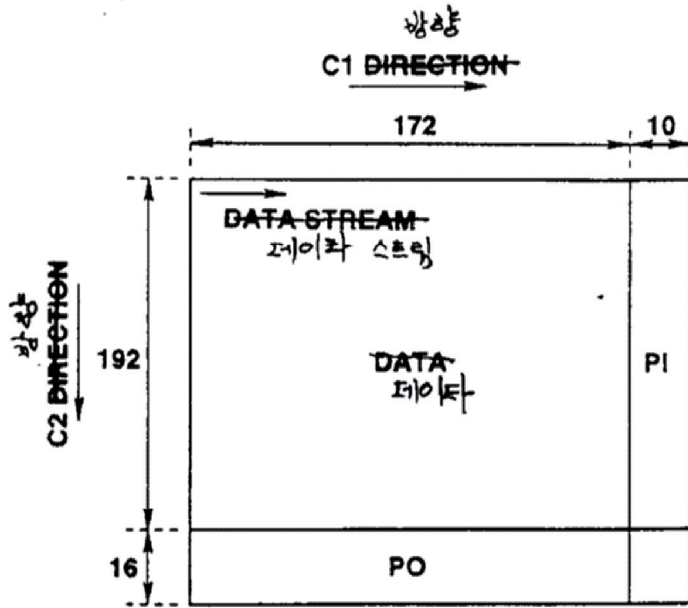 방향
C1 DIRECTION
172 10
DATA STREAM
데이타 스트림
방향
C2 DIRECTION
192
DATA
데이타
PI
16
PO